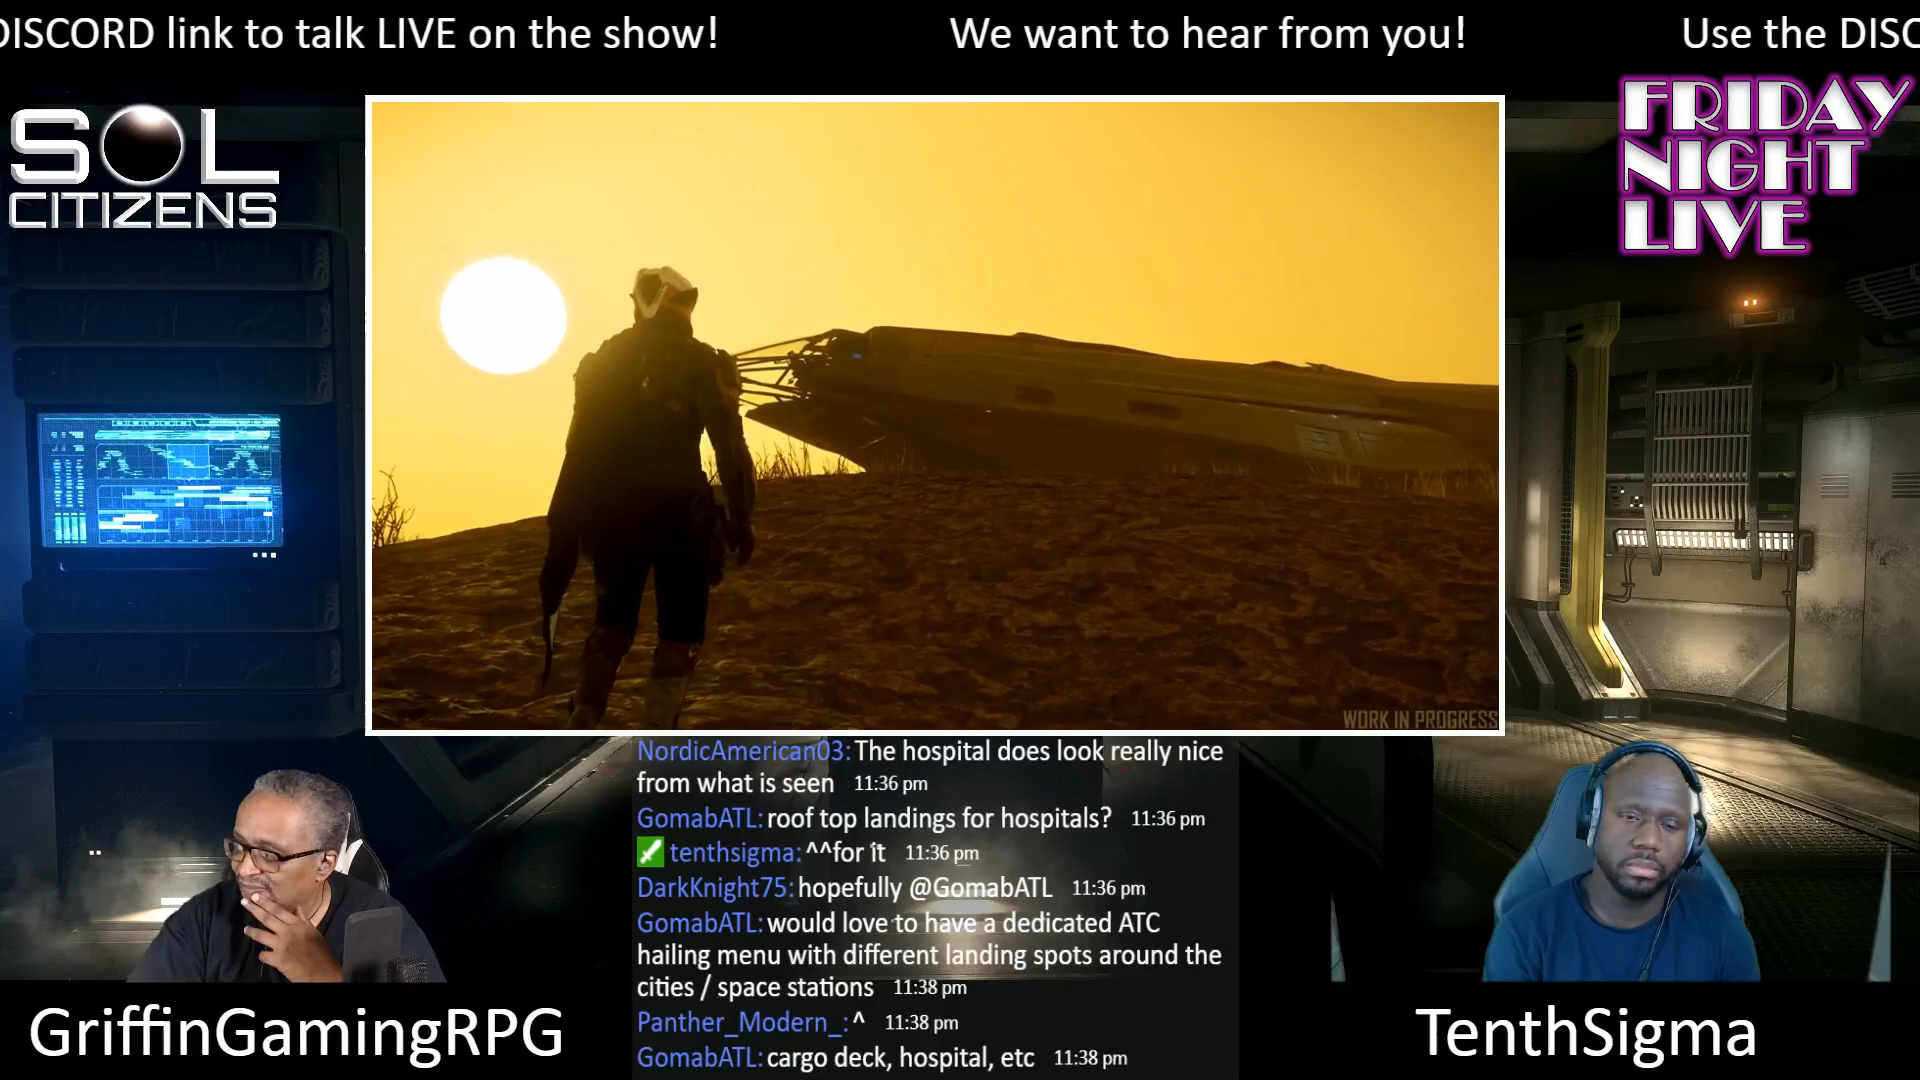 DISCORD link to talk LIVE on the show! We want to hear from you! Use the DISC
SOL
CITIZENS
FRIDAY
NIGHT
LIVE
WORK IN PROGRESS
NordicAmerican03: The hospital does look really nice
from what is seen 11:36 pm
GomabATL: roof top landings for hospitals? 11:36 pm
tenthsigma: ^^for it 11:36 pm
DarkKnight75: hopefully @GomabATL 11:36 pm
GomabATL: would love to have a dedicated ATC
hailing menu with different landing spots around the
cities / space stations 11:38 pm
Panther_Modern_: ^ 11:38 pm
GomabATL: cargo deck, hospital, etc 11:38 pm
GriffinGamingRPG
TenthSigma